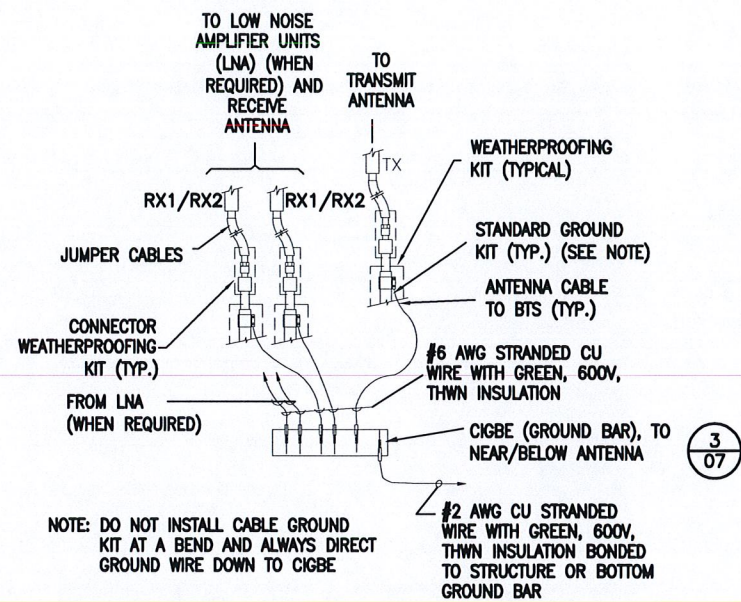 TO LOW NOISE
AMPLIFIER UNITS
(LNA) (WHEN
REQUIRED) AND
RECEIVE
ANTENNA
TO
TRANSMIT
ANTENNA
TX
WEATHERPROOFING
KIT (TYPICAL)
RX1/RX2
RX1/RX2
STANDARD GROUND
KIT (TYP.) (SEE NOTE)
JUMPER CABLES
ANTENNA CABLE
TO BTS (TYP.)
CONNECTOR
WEATHERPROOFING
KIT (TYP.)
#6 AWG STRANDED CU
WIRE WITH GREEN, 600V,
THWN INSULATION
FROM LNA
(WHEN REQUIRED)
CIGBE (GROUND BAR), TO
NEAR/BELOW ANTENNA
3
07
NOTE: DO NOT INSTALL CABLE GROUND
KIT AT A BEND AND ALWAYS DIRECT
GROUND WIRE DOWN TO CIGBE
#2 AWG CU STRANDED
WIRE WITH GREEN, 600V,
THWN INSULATION BONDED
TO STRUCTURE OR BOTTOM
GROUND BAR